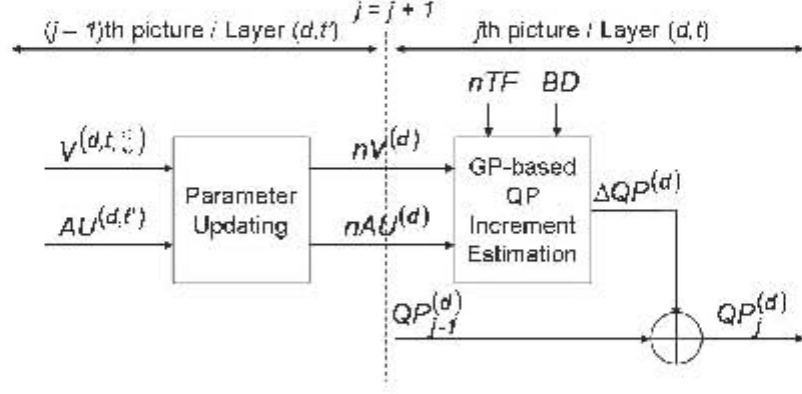 j = j + 1
(j – 1)th picture / Layer (d,t')
jth picture / Layer (d,t)
nTF
BD
nV(d)
GP-based
QP
Increment
Estimation
ΔQP(d)
Parameter
Updating
AU(d,t')
nAU(d)
QP(d)j-1
QP(d)j